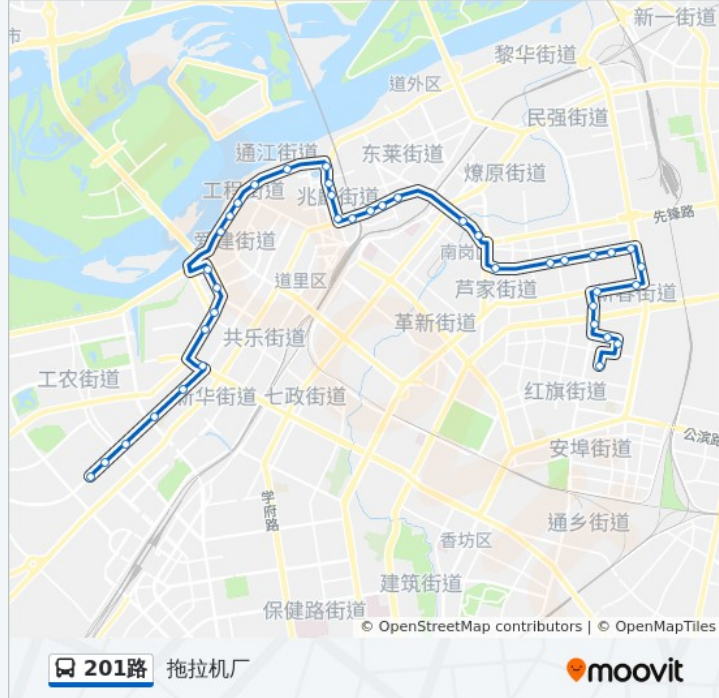 新一街道
市
黎华街道
道外区
民强街道
通江街道
东莱街道
燎原街道
工程街道
兆麟街道
先锋路
爱建街道
南岗区
道里区
芦家街道
新春街道
革新街道
共乐街道
工农街道
新华街道
七政街道
红旗街道
公滨路
安埠街道
学府路
通乡街道
香坊区
建筑街道
保健路街道
© OpenStreetMap contributors | © OpenMapTiles
201路 拖拉机厂
moovit